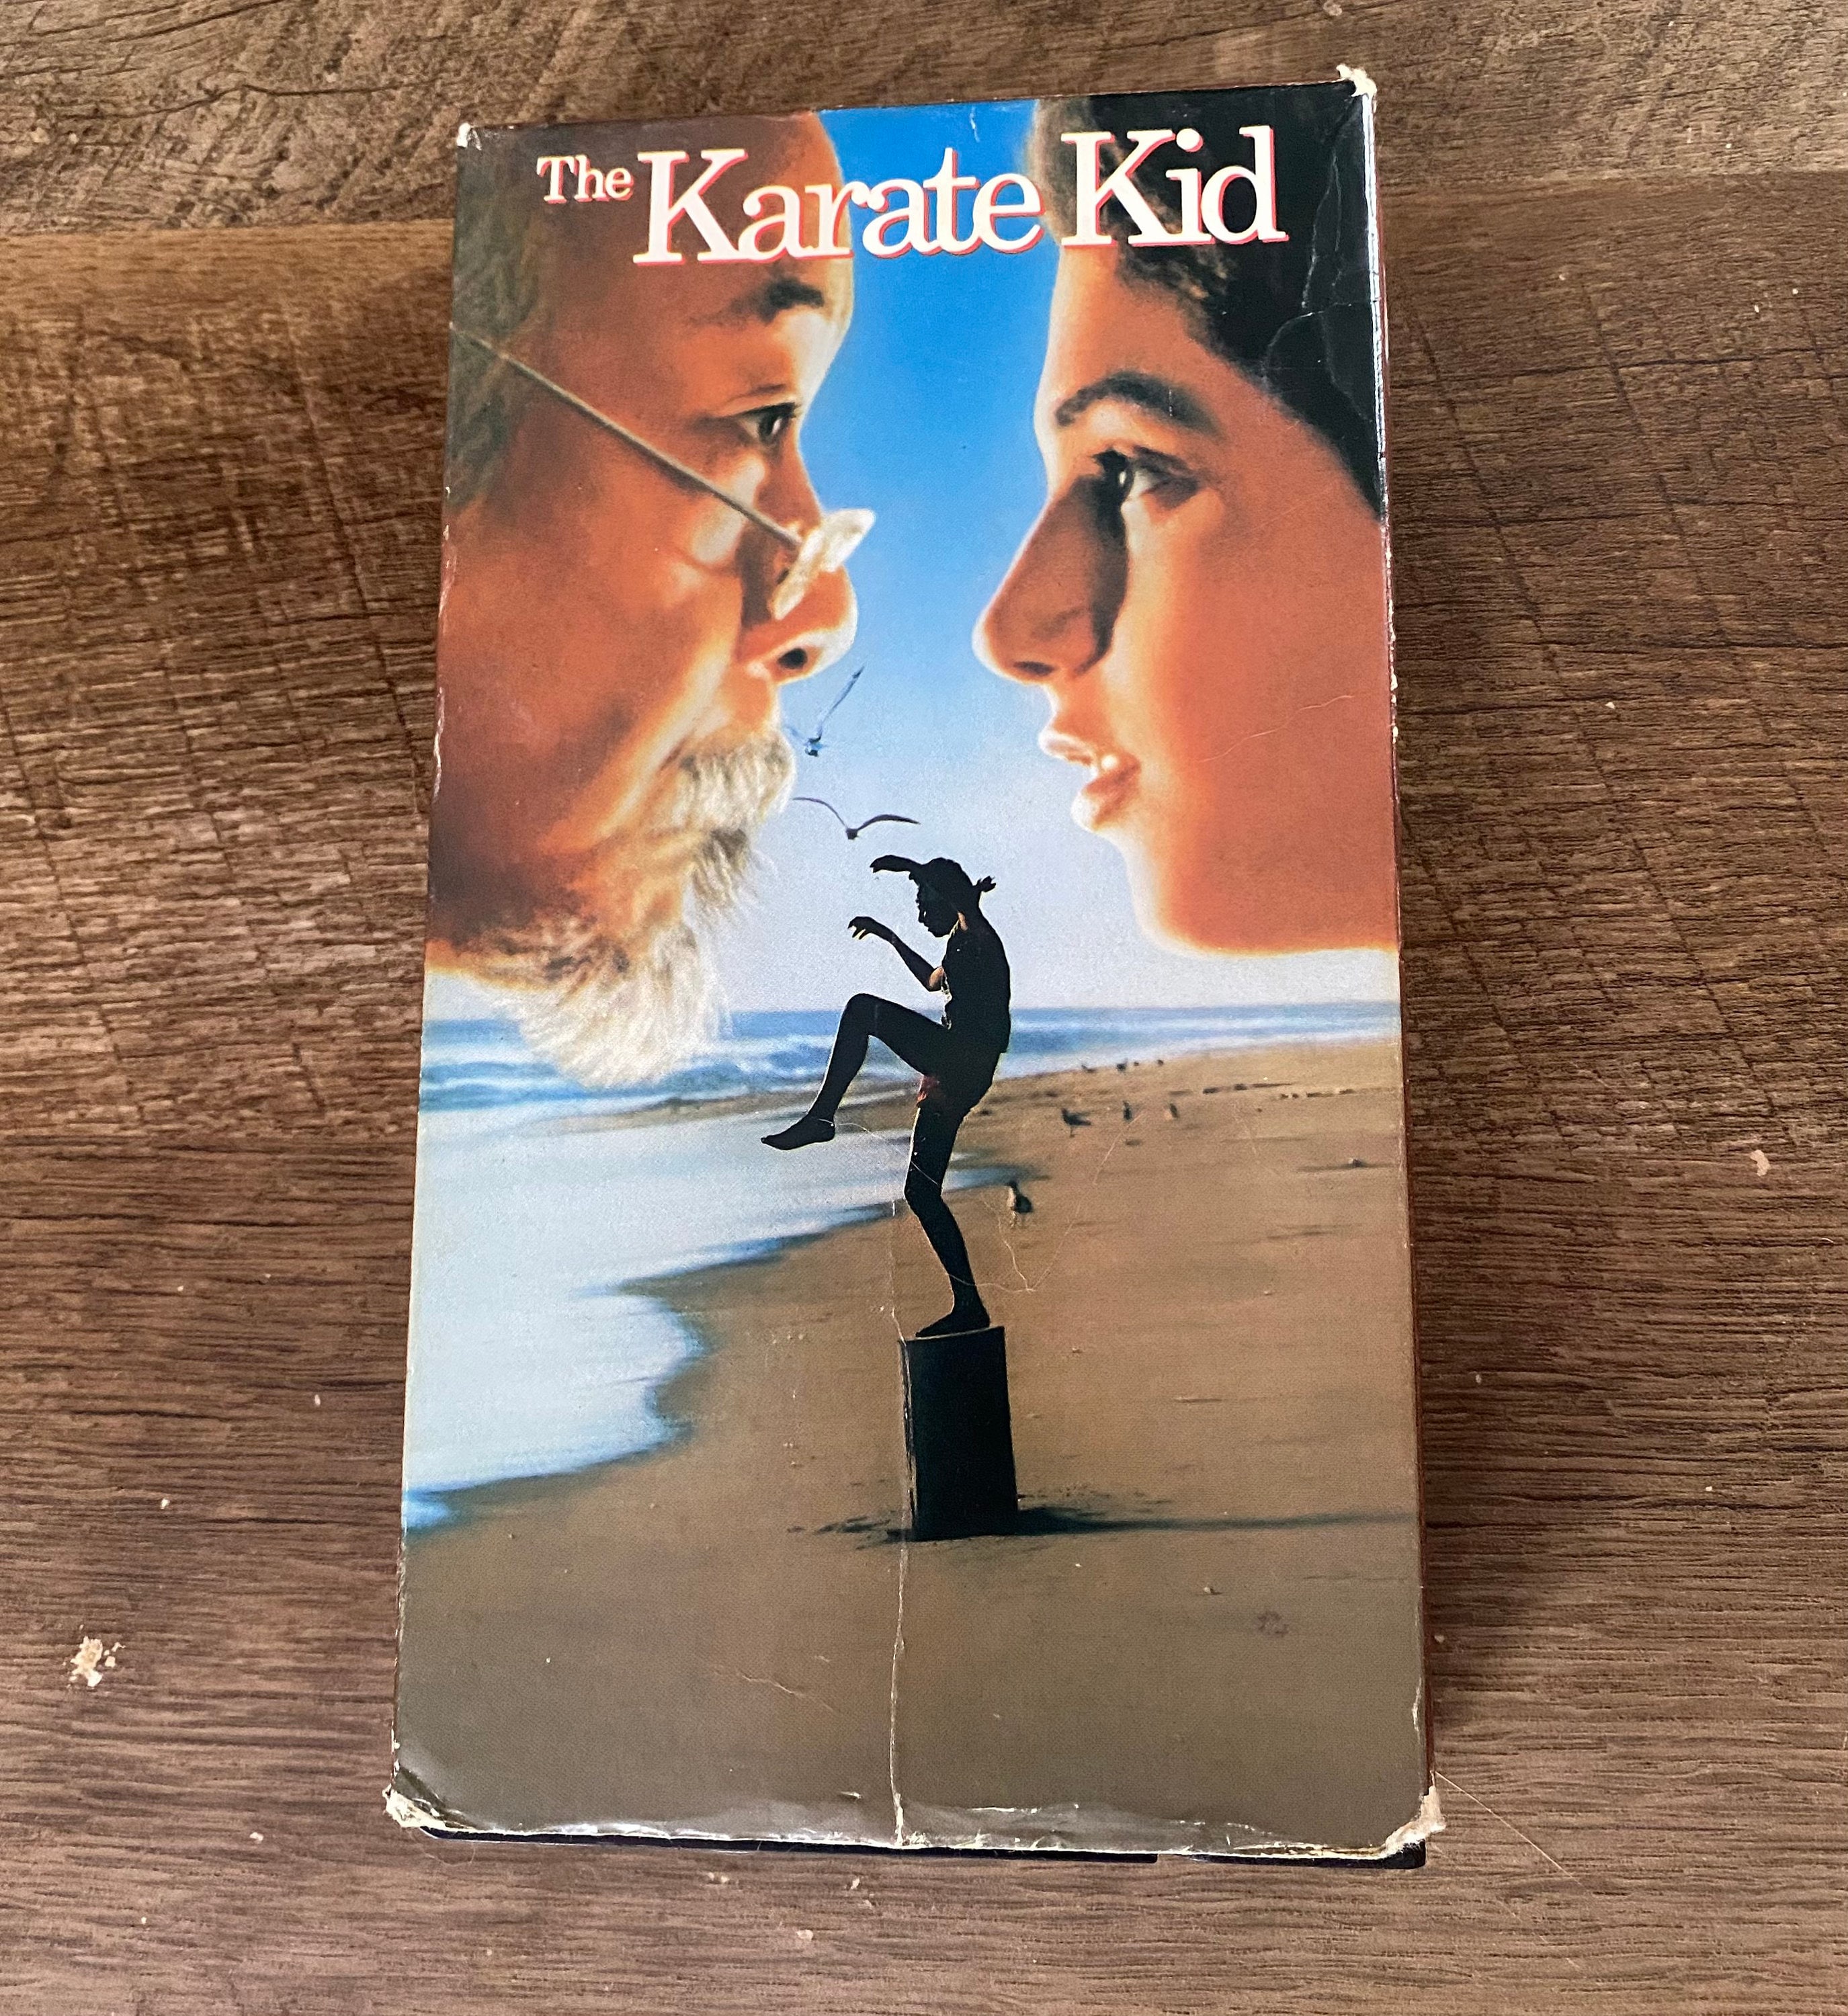 The Karate Kid